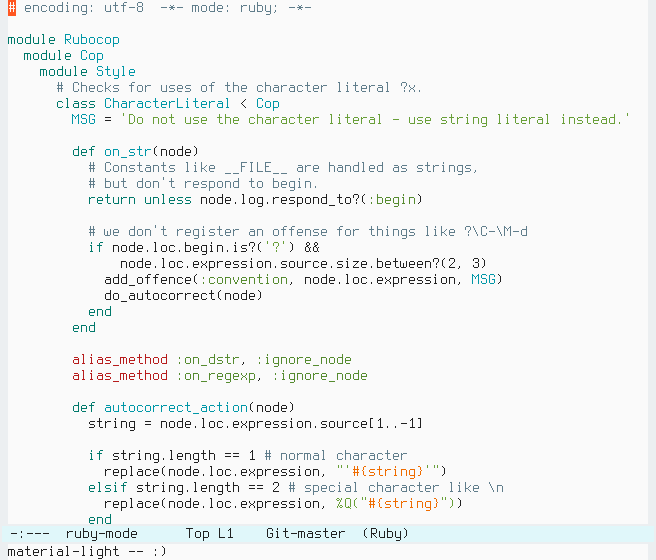 # encoding: utf-8  -*- mode: ruby; -*-

module Rubocop
  module Cop
    module Style
      # Checks for uses of the character literal ?x.
      class CharacterLiteral < Cop
        MSG = 'Do not use the character literal - use string literal instead.'

        def on_str(node)
          # Constants like __FILE__ are handled as strings,
          # but don't respond to begin.
          return unless node.log.respond_to?(:begin)

          # we don't register an offense for things like ?\C-\M-d
          if node.loc.begin.is?('?') &&
              node.loc.expression.source.size.between?(2, 3)
            add_offence(:convention, node.loc.expression, MSG)
            do_autocorrect(node)
          end
        end

        alias_method :on_dstr, :ignore_node
        alias_method :on_regexp, :ignore_node

        def autocorrect_action(node)
          string = node.loc.expression.source[1..-1]

          if string.length == 1 # normal character
            replace(node.loc.expression, "'#{string}'")
          elsif string.length == 2 # special character like \n
            replace(node.loc.expression, %Q("#{string}"))
          end
-:---  ruby-mode      Top L1    Git-master  (Ruby)
material-light -- :)